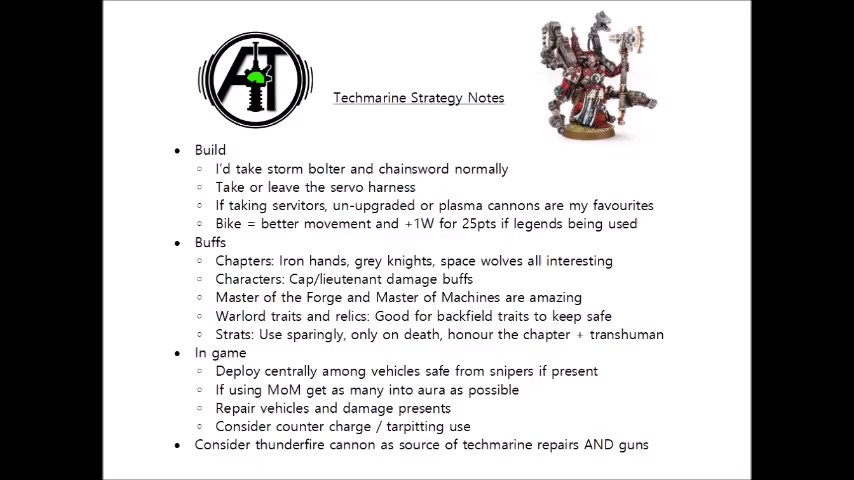 AT
Techmarine Strategy Notes
• Build
○ I'd take storm bolter and chainsword normally
○ Take or leave the servo harness
○ If taking servitors, un-upgraded or plasma cannons are my favourites
○ Bike = better movement and +1W for 25pts if legends being used
• Buffs
○ Chapters: Iron hands, grey knights, space wolves all interesting
○ Characters: Cap/lieutenant damage buffs
○ Master of the Forge and Master of Machines are amazing
○ Warlord traits and relics: Good for backfield traits to keep safe
○ Strats: Use sparingly, only on death, honour the chapter + transhuman
• In game
○ Deploy centrally among vehicles safe from snipers if present
○ If using MoM get as many into aura as possible
○ Repair vehicles and damage presents
○ Consider counter charge / tarpitting use
• Consider thunderfire cannon as source of techmarine repairs AND guns